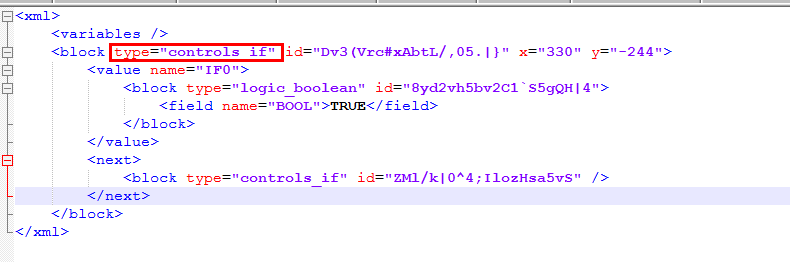 <xml>
<variables />
<block type="controls_if" id="Dv3(Vrc#xAbtL/,05.|}" x="330" y="-244">
<value name="IF0">
<block type="logic_boolean" id="8yd2vh5bv2C1`S5gQH|4">
<field name="BOOL">TRUE</field>
</block>
</value>
<next>
<block type="controls_if" id="ZMl/k|0^4;IlozHsa5vS" />
</next>
</block>
</xml>